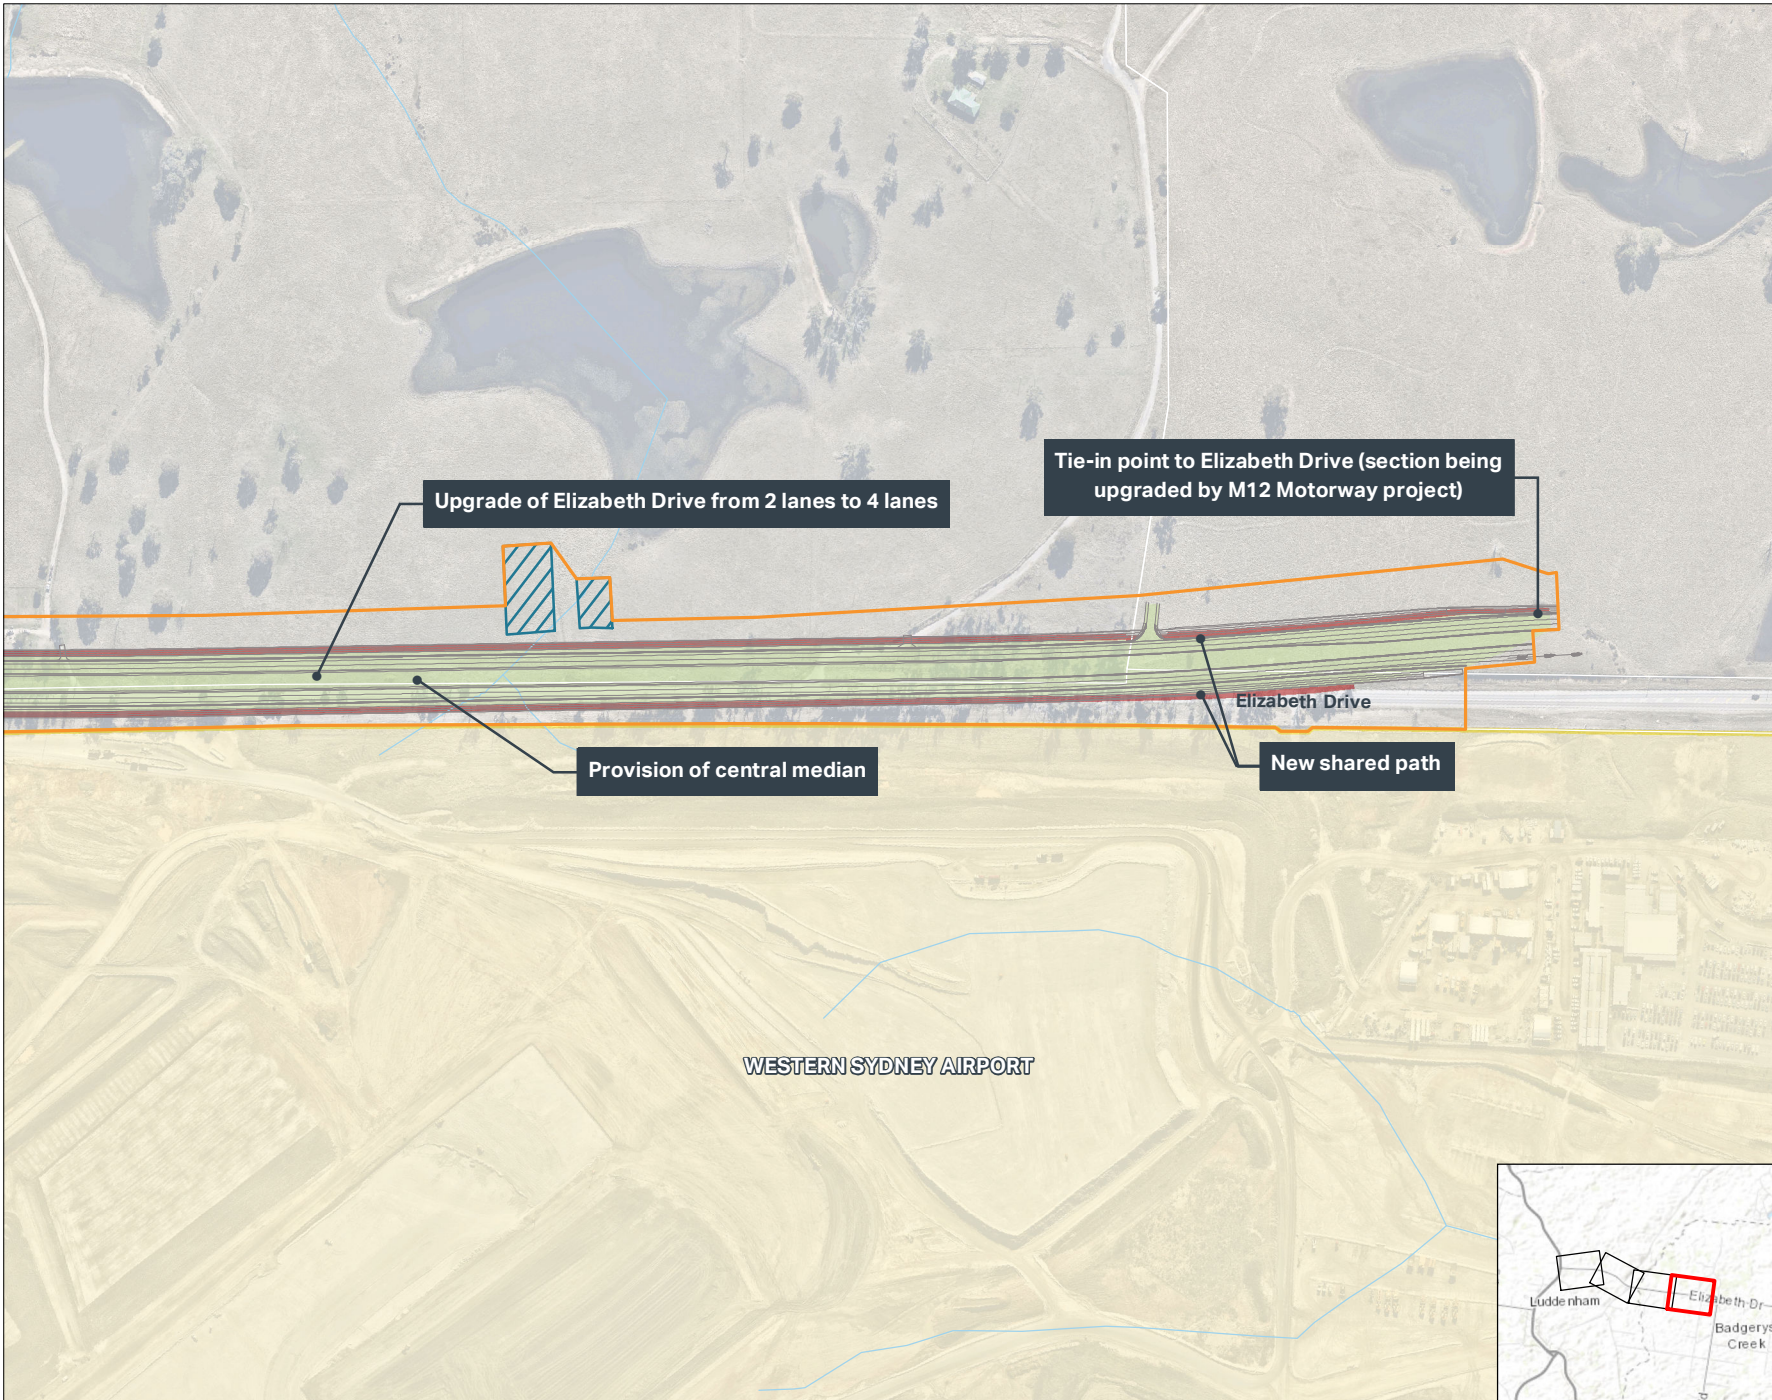 Tie-in point to Elizabeth Drive (section being
upgraded by M12 Motorway project)
Upgrade of Elizabeth Drive from 2 lanes to 4 lanes
Elizabeth Drive
Provision of central median
New shared path
WESTERN SYDNEY AIRPORT
Luddenham
Elizabeth Dr
Badgerys
Creek